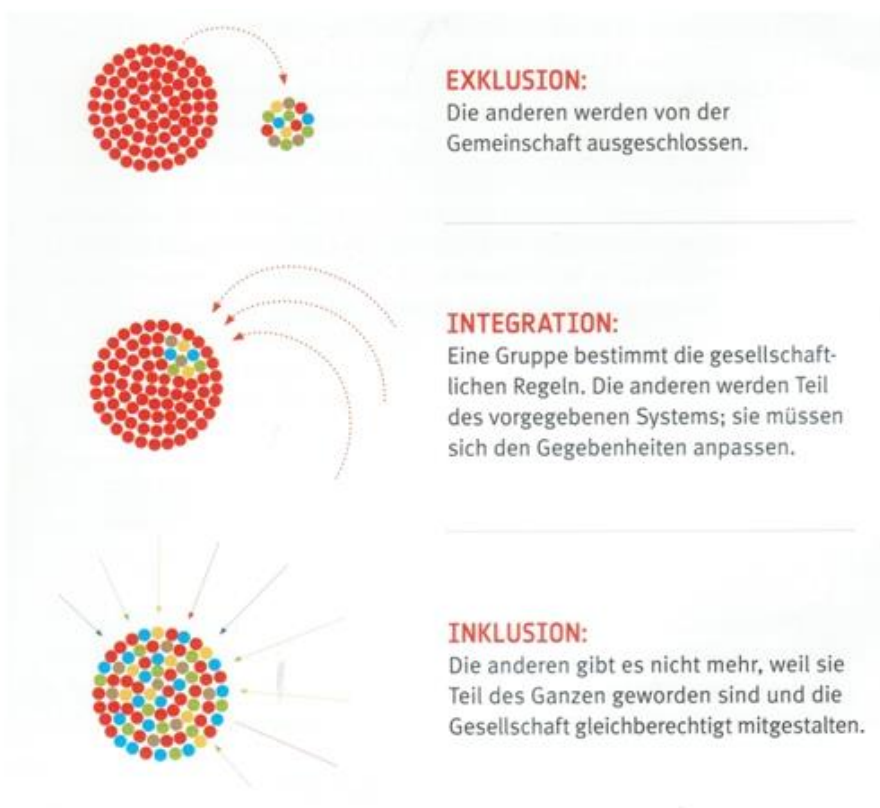 EXKLUSION:
Die anderen werden von der
Gemeinschaft ausgeschlossen.
INTEGRATION:
Eine Gruppe bestimmt die gesellschaft-
lichen Regeln. Die anderen werden Teil
des vorgegebenen Systems; sie müssen
sich den Gegebenheiten anpassen.
INKLUSION:
Die anderen gibt es nicht mehr, weil sie
Teil des Ganzen geworden sind und die
Gesellschaft gleichberechtigt mitgestalten.